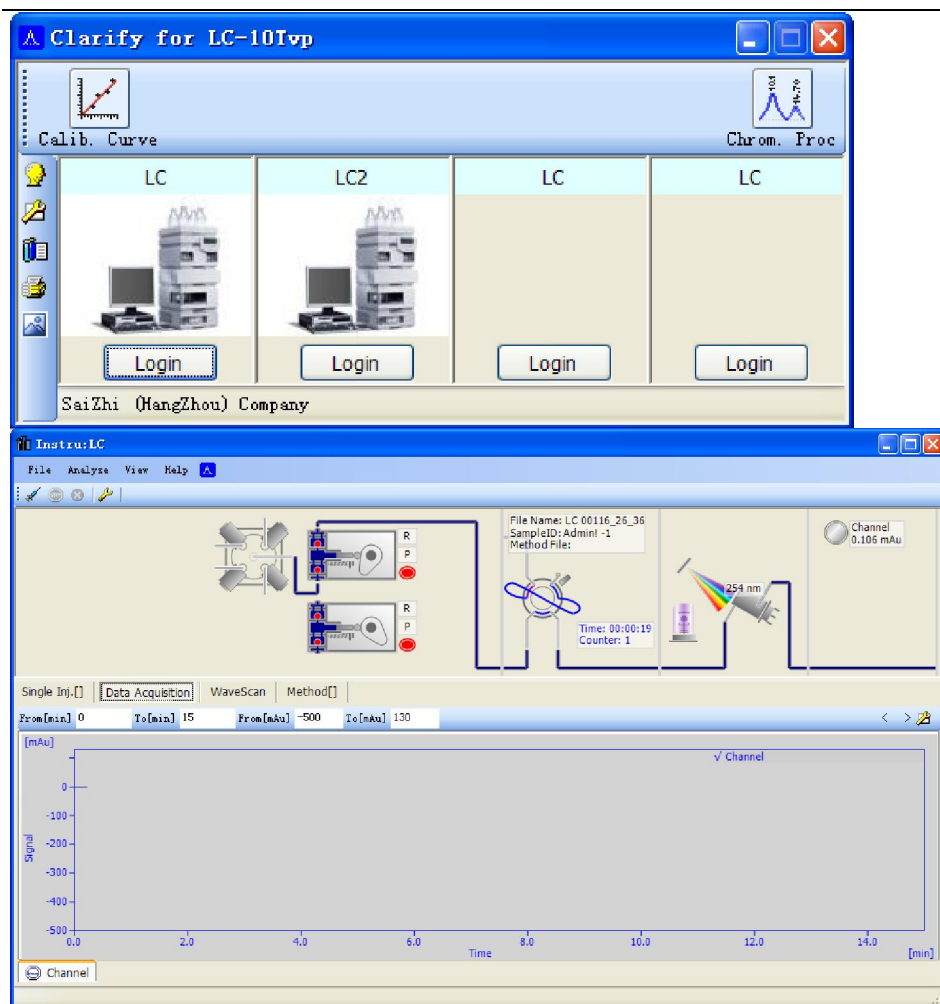 Clarify for LC-10Tvp
Calib. Curve
Chrom. Proc
LC LC2 LC LC
Login Login Login Login
SaiZhi (HangZhou) Company
Instru:LC
File Analyze View Help
File Name: LC 00116_26_36
SampleID: Admin! -1
Method File:
R
P
R
P
Time: 00:00:19
Counter: 1
254 nm
Channel
0.106 mAu
Single Inj.[] Data Acquisition WaveScan Method[]
From[min] 0 To[min] 15 From[mAu] -500 To[mAu] 130 < >
[mAu]
√ Channel
0
-100
-200
-300
-400
-500
Signal
0.0 2.0 4.0 6.0 8.0 10.0 12.0 14.0
Time
[min]
Channel